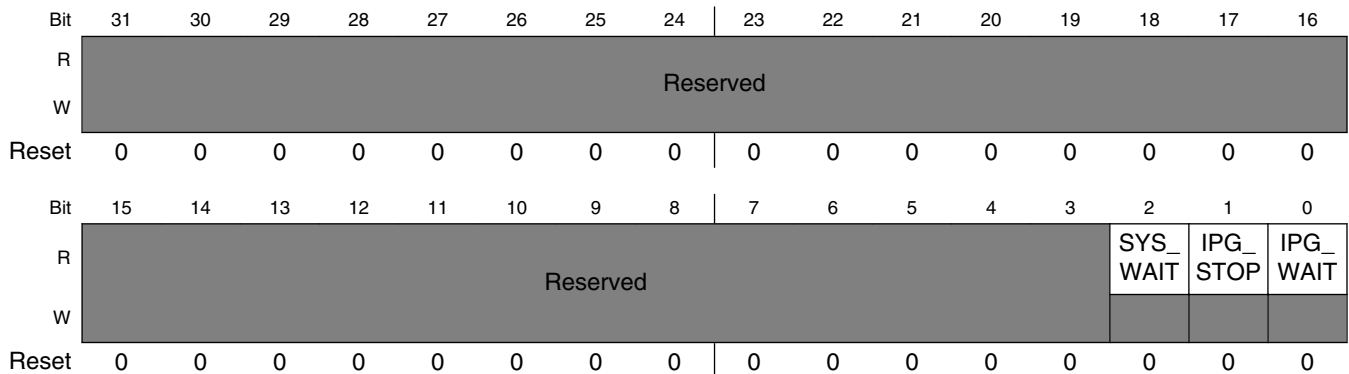 Bit 31 30 29 28 27 26 25 24 23 22 21 20 19 18 17 16
R
Reserved
W
Reset 0 0 0 0 0 0 0 0 0 0 0 0 0 0 0 0
Bit 15 14 13 12 11 10 9 8 7 6 5 4 3 2 1 0
R SYS_ IPG_ IPG_
WAIT STOP WAIT
Reserved
W
Reset 0 0 0 0 0 0 0 0 0 0 0 0 0 0 0 0